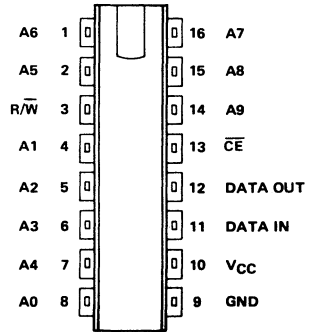 A6 1 16 A7
A5 2 15 A8
R/W̅ 3 14 A9
A1 4 13 C̅E̅
A2 5 12 DATA OUT
A3 6 11 DATA IN
A4 7 10 VCC
A0 8 9 GND